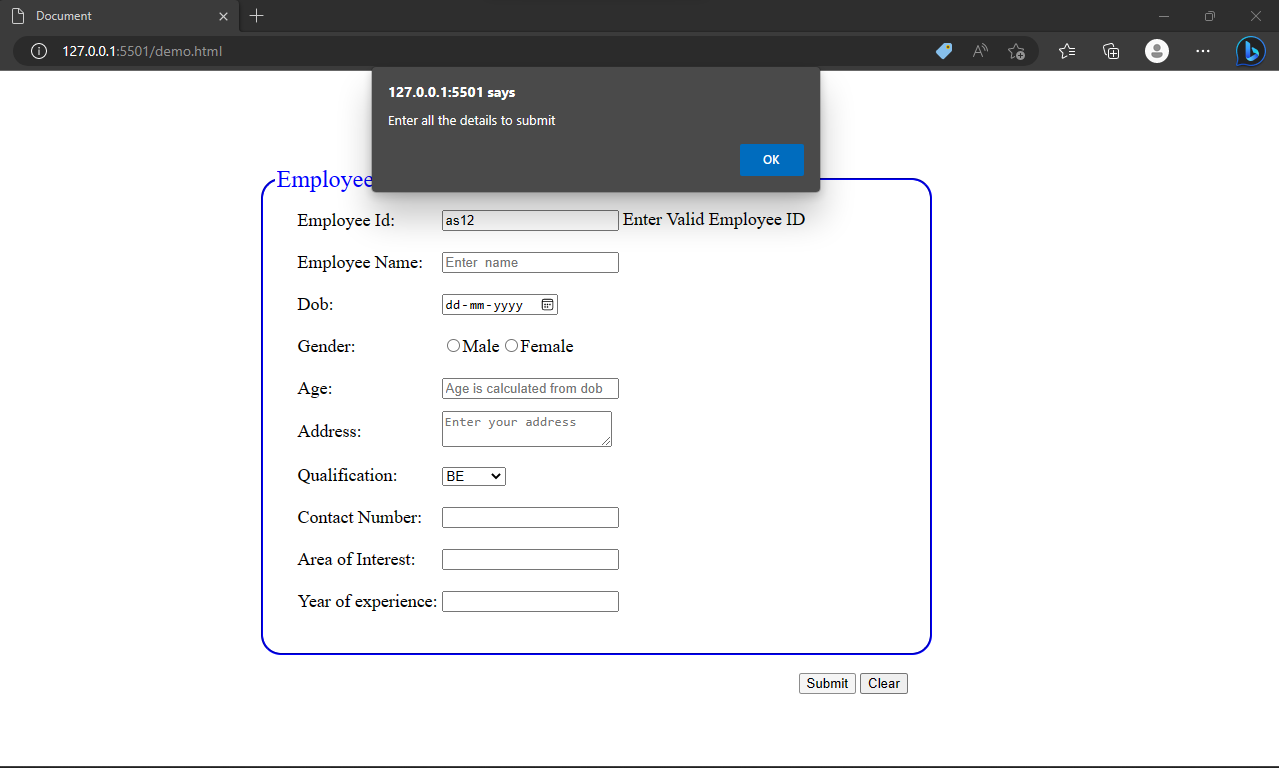 Document
127.0.0.1:5501/demo.html
127.0.0.1:5501 says
Enter all the details to submit
OK
Employee
Employee Id: as12 Enter Valid Employee ID
Employee Name: Enter name
Dob: dd-mm-yyyy
Gender: Male Female
Age: Age is calculated from dob
Address: Enter your address
Qualification: BE
Contact Number:
Area of Interest:
Year of experience:
Submit Clear